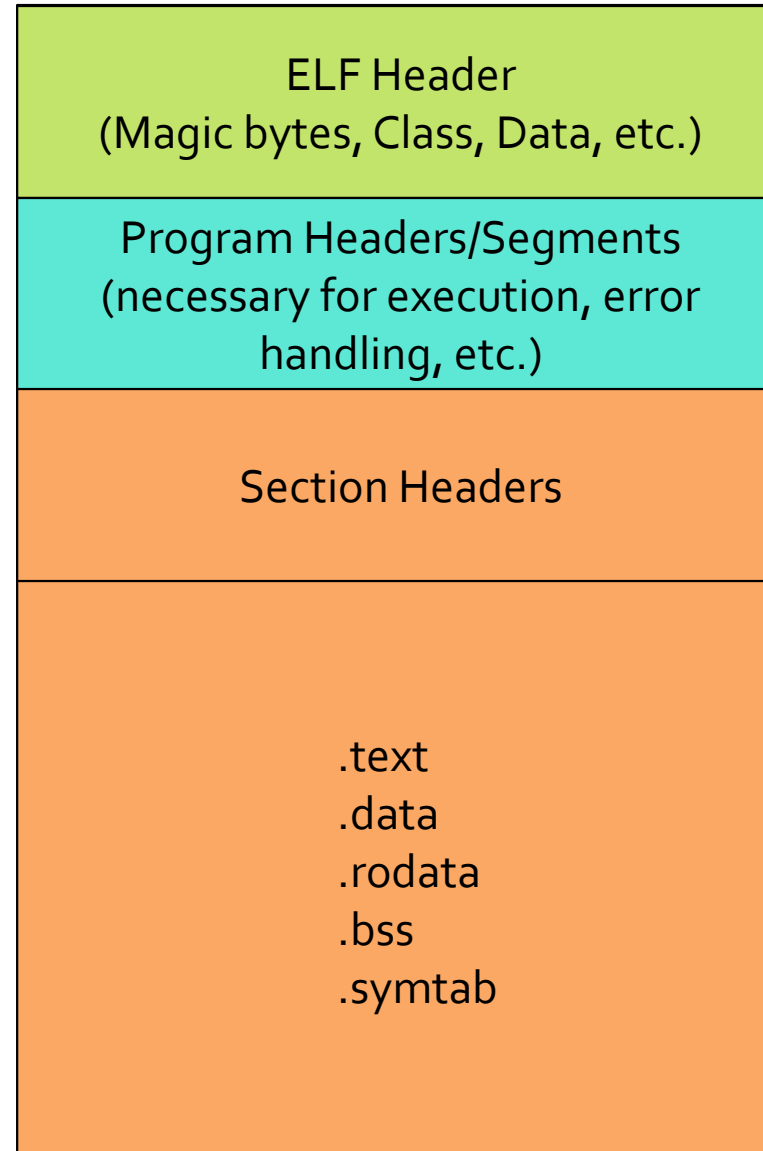 ELF Header
(Magic bytes, Class, Data, etc.)
Program Headers/Segments
(necessary for execution, error
handling, etc.)
Section Headers
.text
.data
.rodata
.bss
.symtab